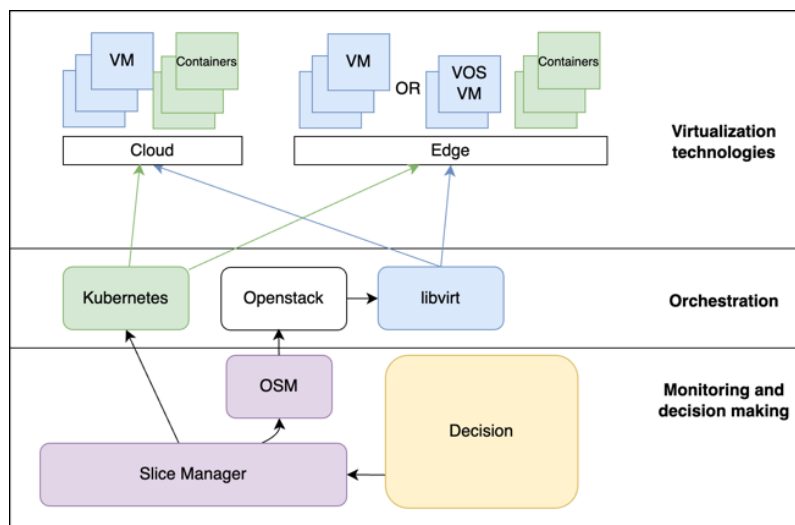 VM
Containers
VM
OR
VOS
VM
Containers
Cloud
Edge
Virtualization
technologies
Kubernetes
Openstack
libvirt
Orchestration
OSM
Decision
Monitoring and
decision making
Slice Manager